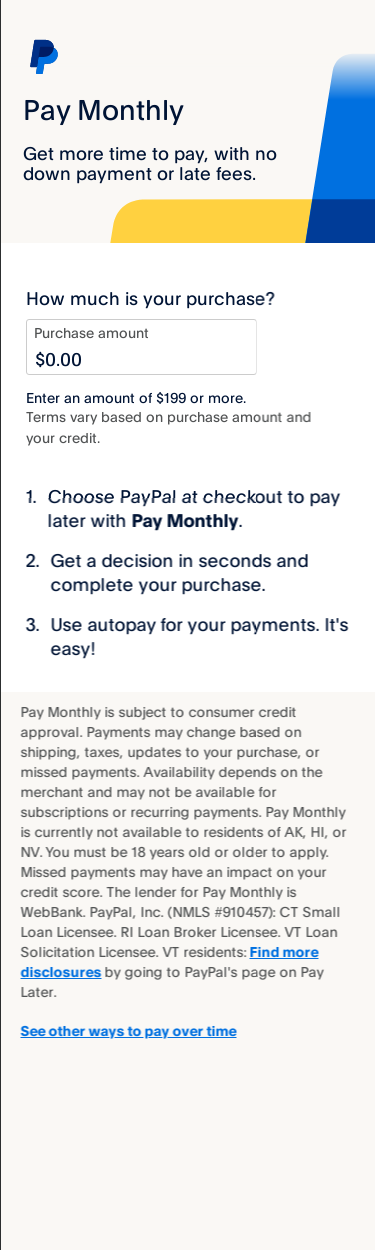 Pay Monthly
Get more time to pay, with no
down payment or late fees.
How much is your purchase?
Purchase amount
$0.00
Enter an amount of $199 or more.
Terms vary based on purchase amount and
your credit.
1. Choose PayPal at checkout to pay
later with Pay Monthly.
2. Get a decision in seconds and
complete your purchase.
3. Use autopay for your payments. It's
easy!
Pay Monthly is subject to consumer credit
approval. Payments may change based on
shipping, taxes, updates to your purchase, or
missed payments. Availability depends on the
merchant and may not be available for
subscriptions or recurring payments. Pay Monthly
is currently not available to residents of AK, HI, or
NV. You must be 18 years old or older to apply.
Missed payments may have an impact on your
credit score. The lender for Pay Monthly is
WebBank. PayPal, Inc. (NMLS #910457): CT Small
Loan Licensee. RI Loan Broker Licensee. VT Loan
Solicitation Licensee. VT residents: Find more
disclosures by going to PayPal's page on Pay
Later.
See other ways to pay over time